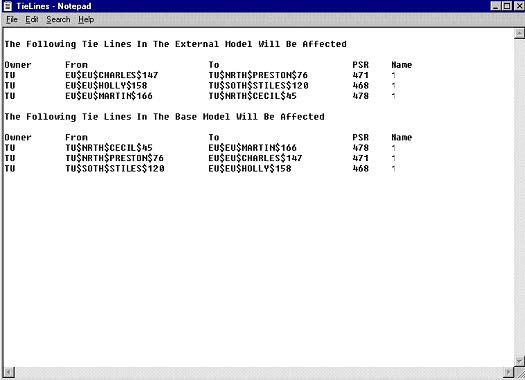 TieLines - Notepad
File Edit Search Help
The Following Tie Lines In The External Model Will Be Affected
Owner From To PSR Name
TU EU$EU$CHARLES$147 TU$NRTH$PRESTON$76 471 1
TU EU$EU$HOLLY$158 TU$SOTH$STILES$120 468 1
TU EU$EU$MARTIN$166 TU$NRTH$CECIL$45 478 1
The Following Tie Lines In The Base Model Will Be Affected
Owner From To PSR Name
TU TU$NRTH$CECIL$45 EU$EU$MARTIN$166 478 1
TU TU$NRTH$PRESTON$76 EU$EU$CHARLES$147 471 1
TU TU$SOTH$STILES$120 EU$EU$HOLLY$158 468 1